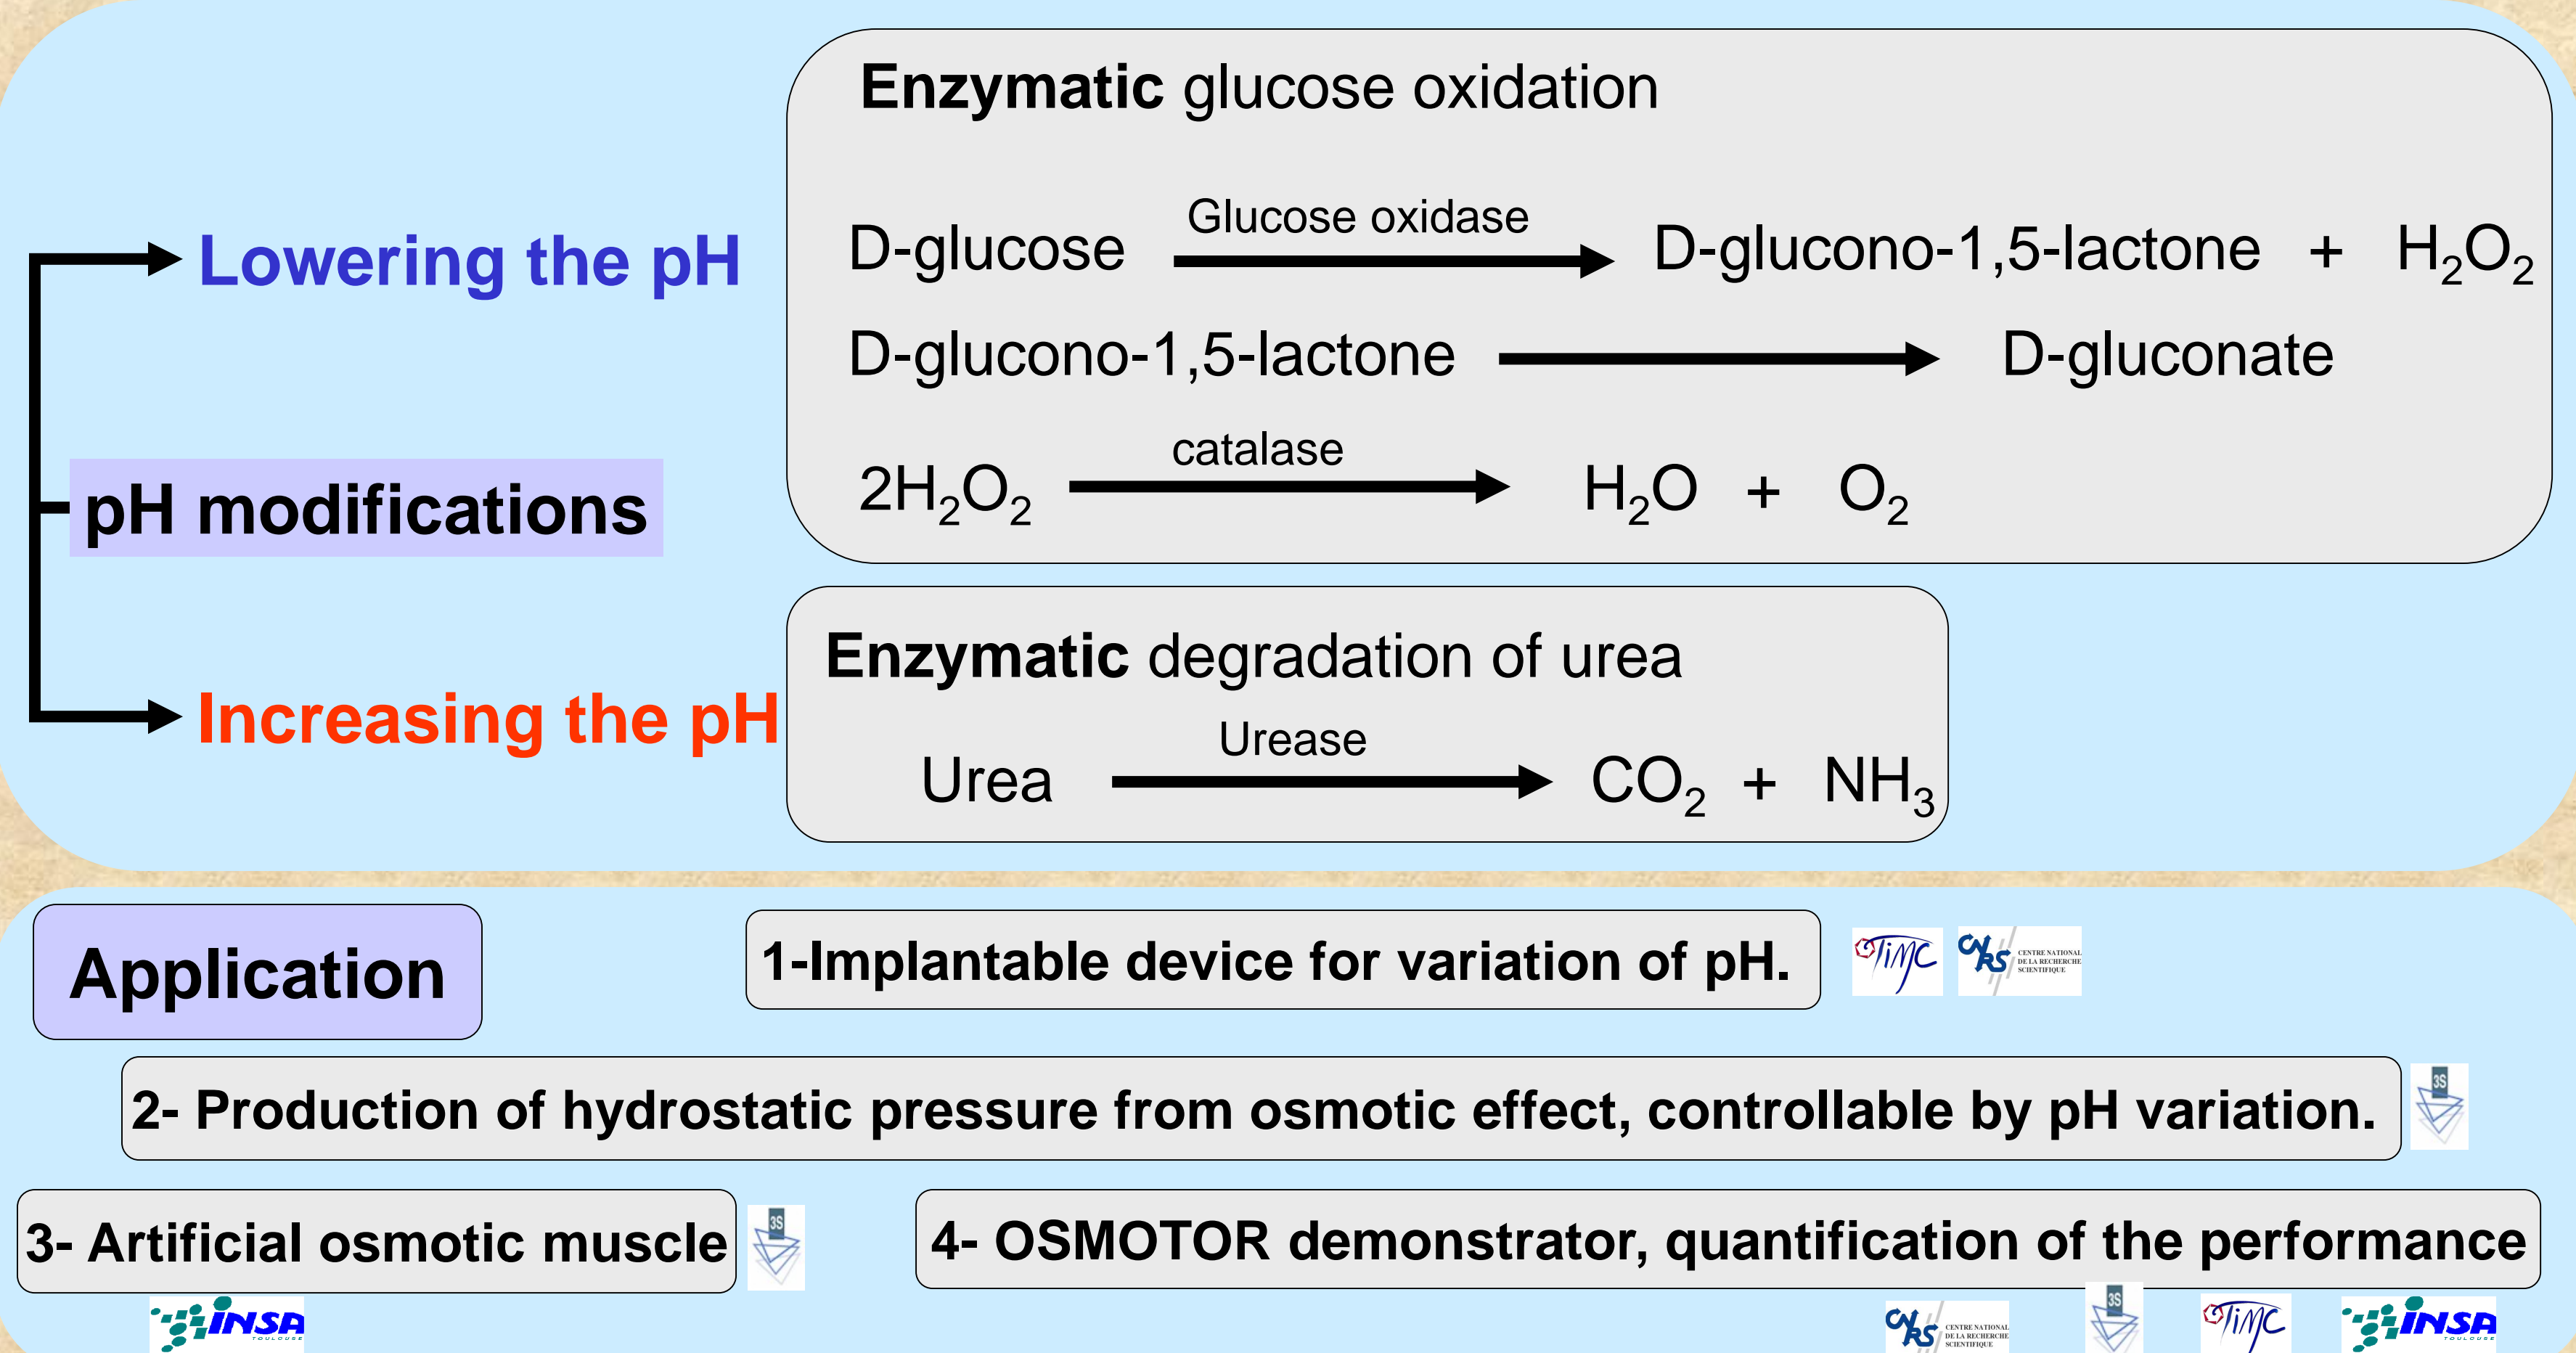 Enzymatic glucose oxidation
Glucose oxidase
D-glucose D-glucono-1,5-lactone + H₂O₂
Lowering the pH
D-glucono-1,5-lactone D-gluconate
catalase
2H₂O₂ H₂O + O₂
pH modifications
Enzymatic degradation of urea
Increasing the pH
Urease
Urea CO₂ + NH₃
Application
1-Implantable device for variation of pH.
TIMC
CNRS
CENTRE NATIONAL
DE LA RECHERCHE
SCIENTIFIQUE
2- Production of hydrostatic pressure from osmotic effect, controllable by pH variation.
3S
3- Artificial osmotic muscle
3S
4- OSMOTOR demonstrator, quantification of the performance
INSA
TOULOUSE
CNRS
CENTRE NATIONAL
DE LA RECHERCHE
SCIENTIFIQUE
3S
TIMC
INSA
TOULOUSE